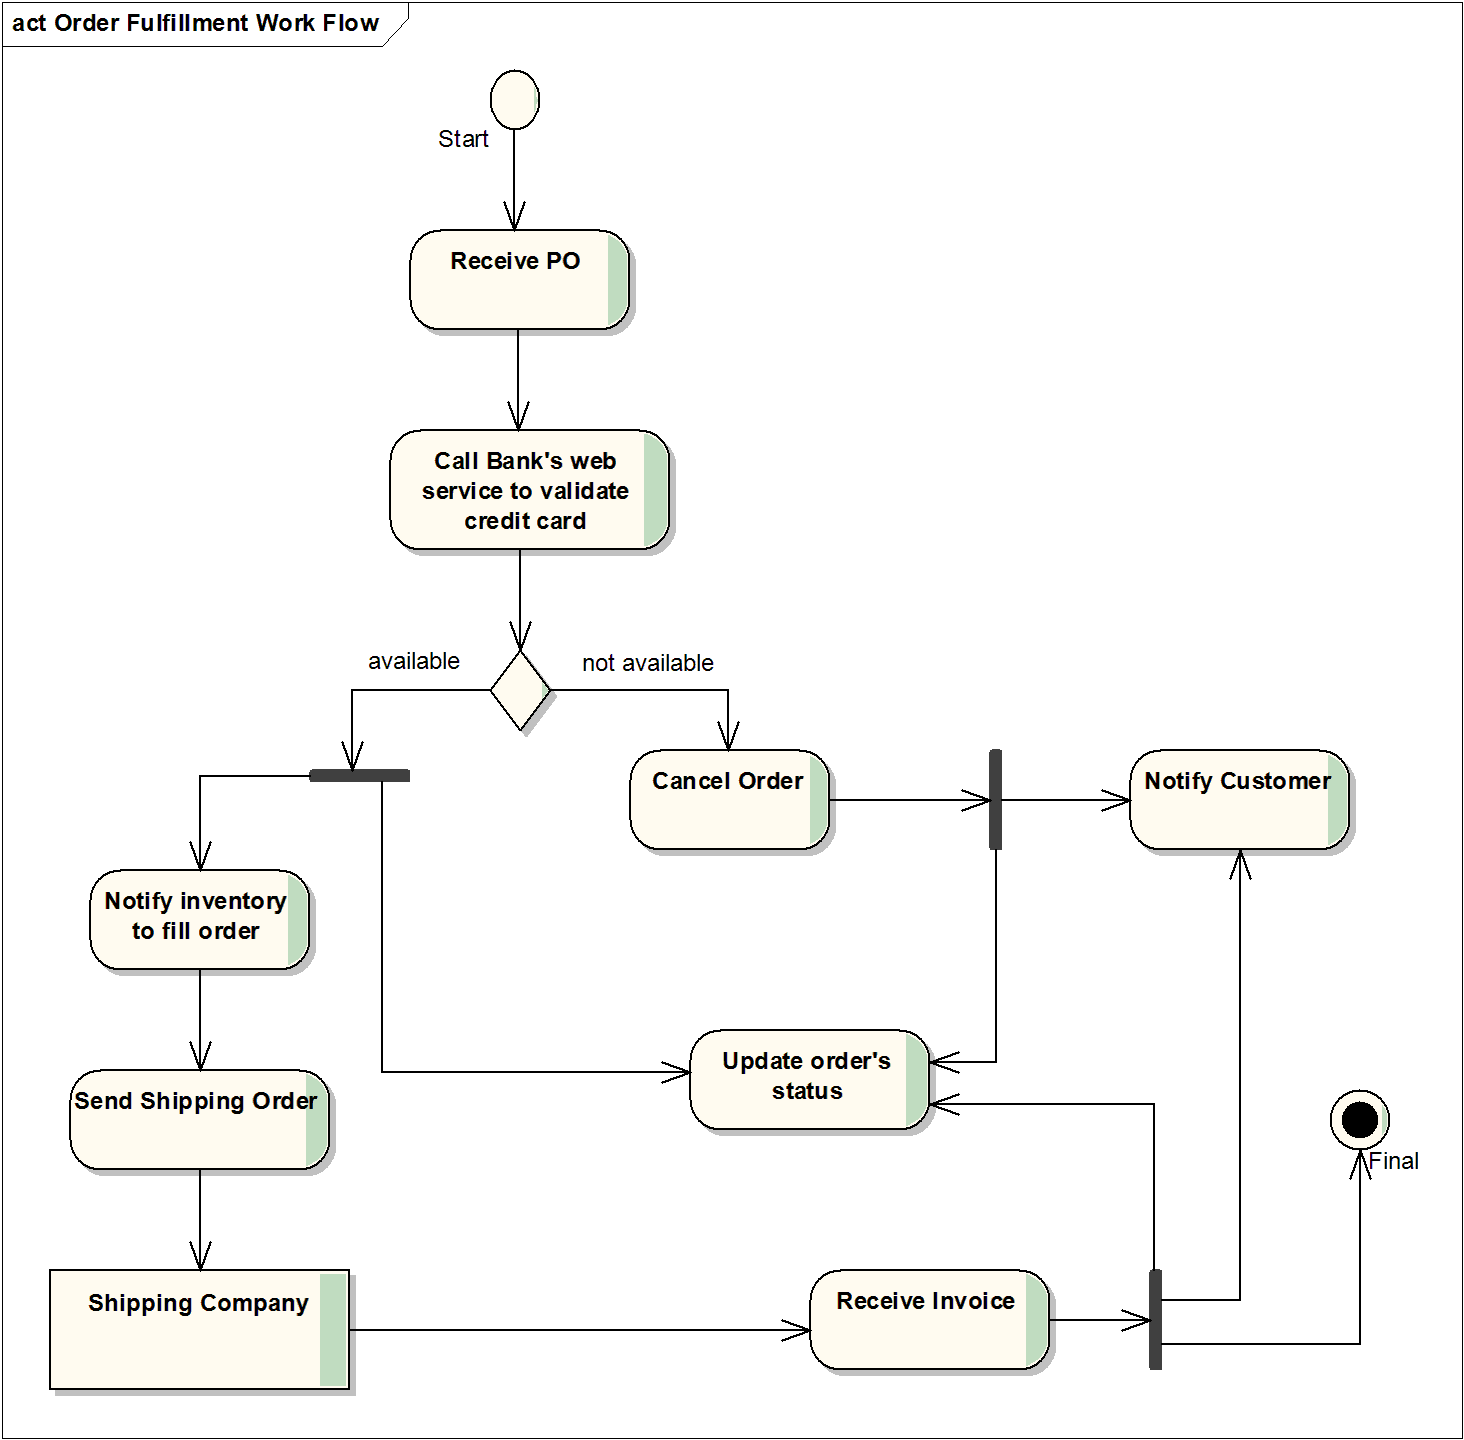 act Order Fulfillment Work Flow
Start
Receive PO
Call Bank's web
service to validate
credit card
available
not available
Cancel Order
Notify Customer
Notify inventory
to fill order
Update order's
status
Send Shipping Order
Final
Shipping Company
Receive Invoice